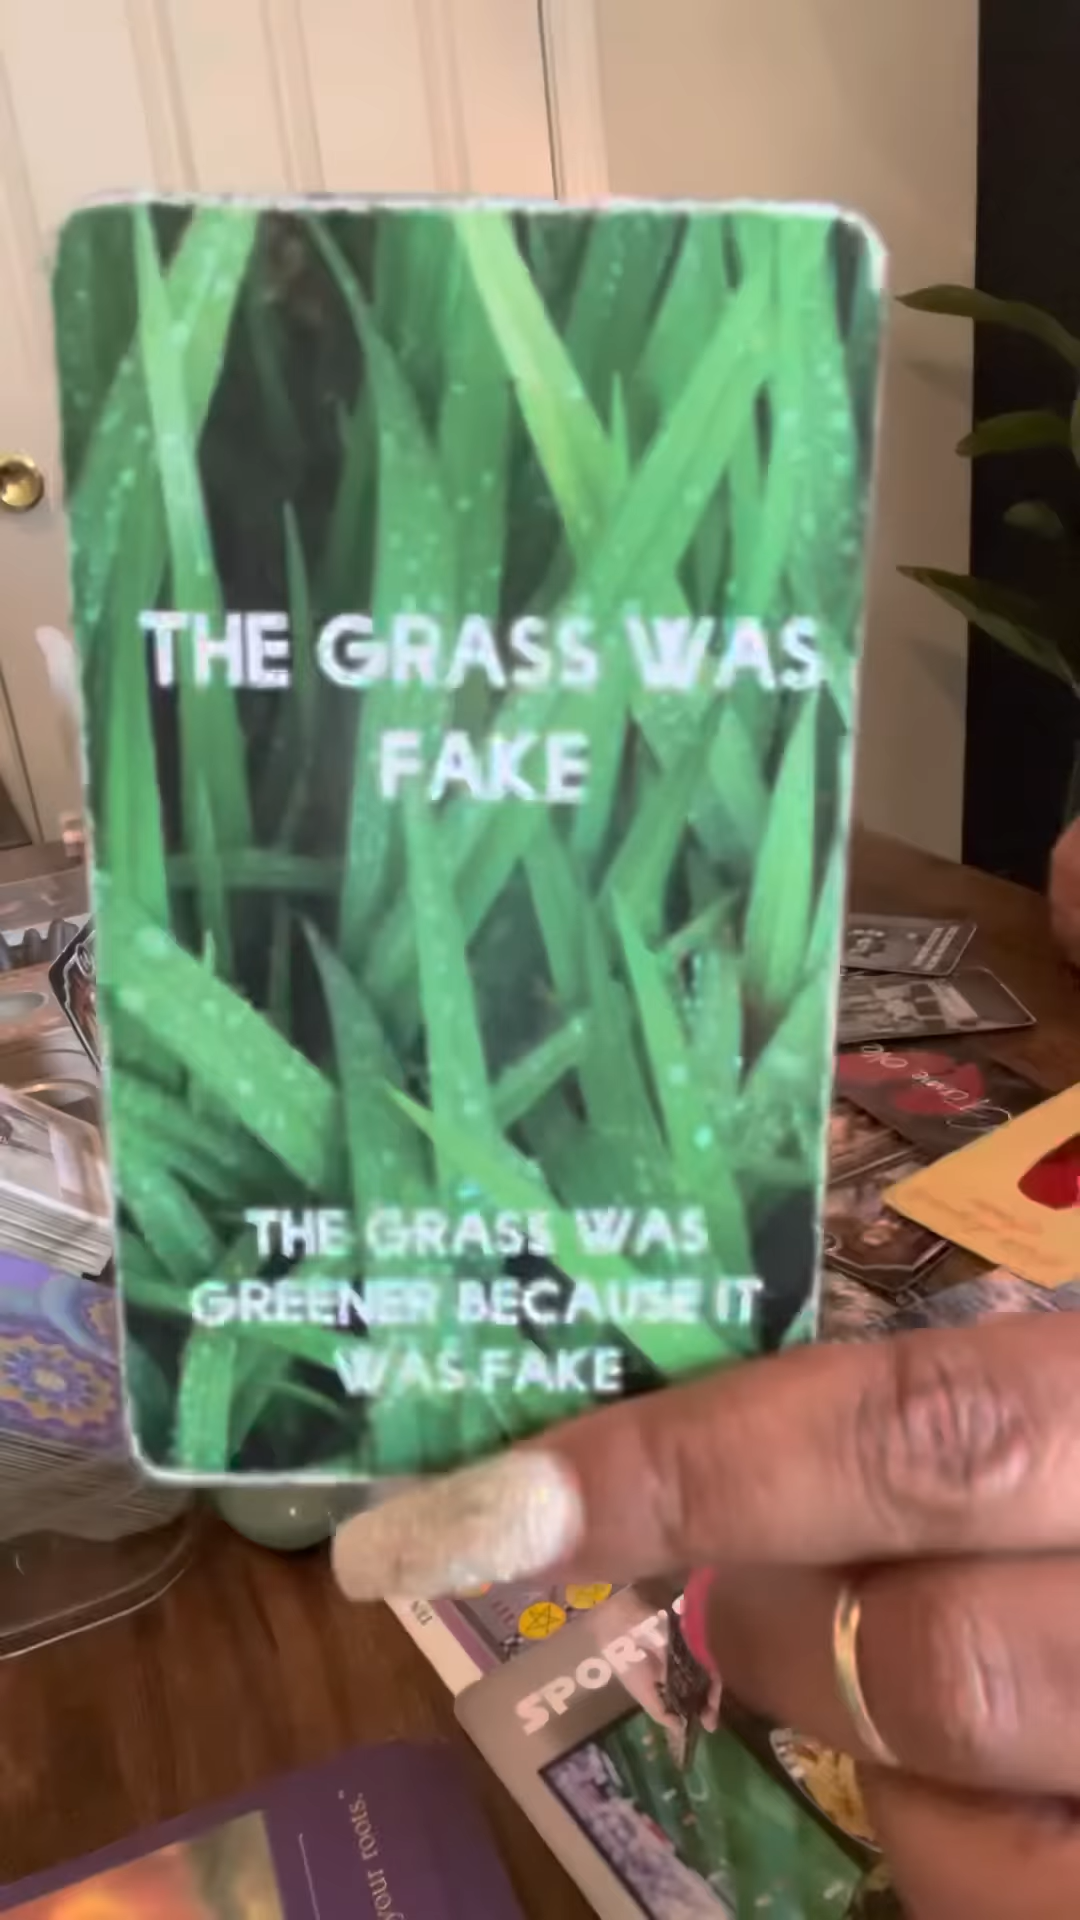 THE GRASS WAS
FAKE
THE GRASS WAS
GREENER BECAUSE IT
WAS FAKE
SPORT'S
your roots."